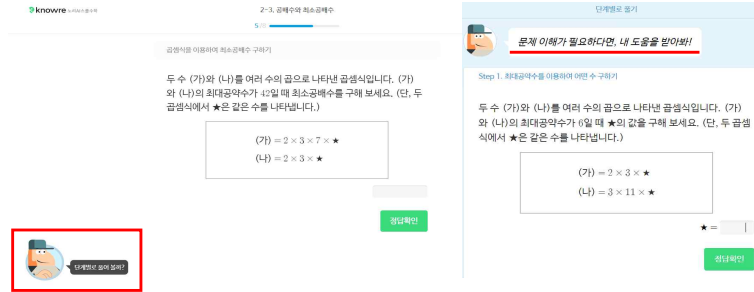 knowre
2-3. 공배수와 최소공배수
곱셈식을 이용하여 최소공배수 구하기
두 수 (가)와 (나)를 여러 수의 곱으로 나타낸 곱셈식입니다. (가)
와 (나)의 최대공약수가 42일 때 최소공배수를 구해 보세요. (단, 두
곱셈식에서 ★은 같은 수를 나타냅니다.)
(가) = 2 × 3 × 7 × ★
(나) = 2 × 3 × ★
정답확인
단계별로 풀어 볼까?
단계별로 풀기
문제 이해가 필요하다면, 내 도움을 받아봐!
Step 1. 최대공약수를 이용하여 어떤 수 구하기
두 수 (가)와 (나)를 여러 수의 곱으로 나타낸 곱셈식입니다. (가)
와 (나)의 최대공약수가 6일 때 ★의 값을 구해 보세요. (단, 두 곱셈
식에서 ★은 같은 수를 나타냅니다.)
(가) = 2 × 3 × ★
(나) = 3 × 11 × ★
★ =
정답확인